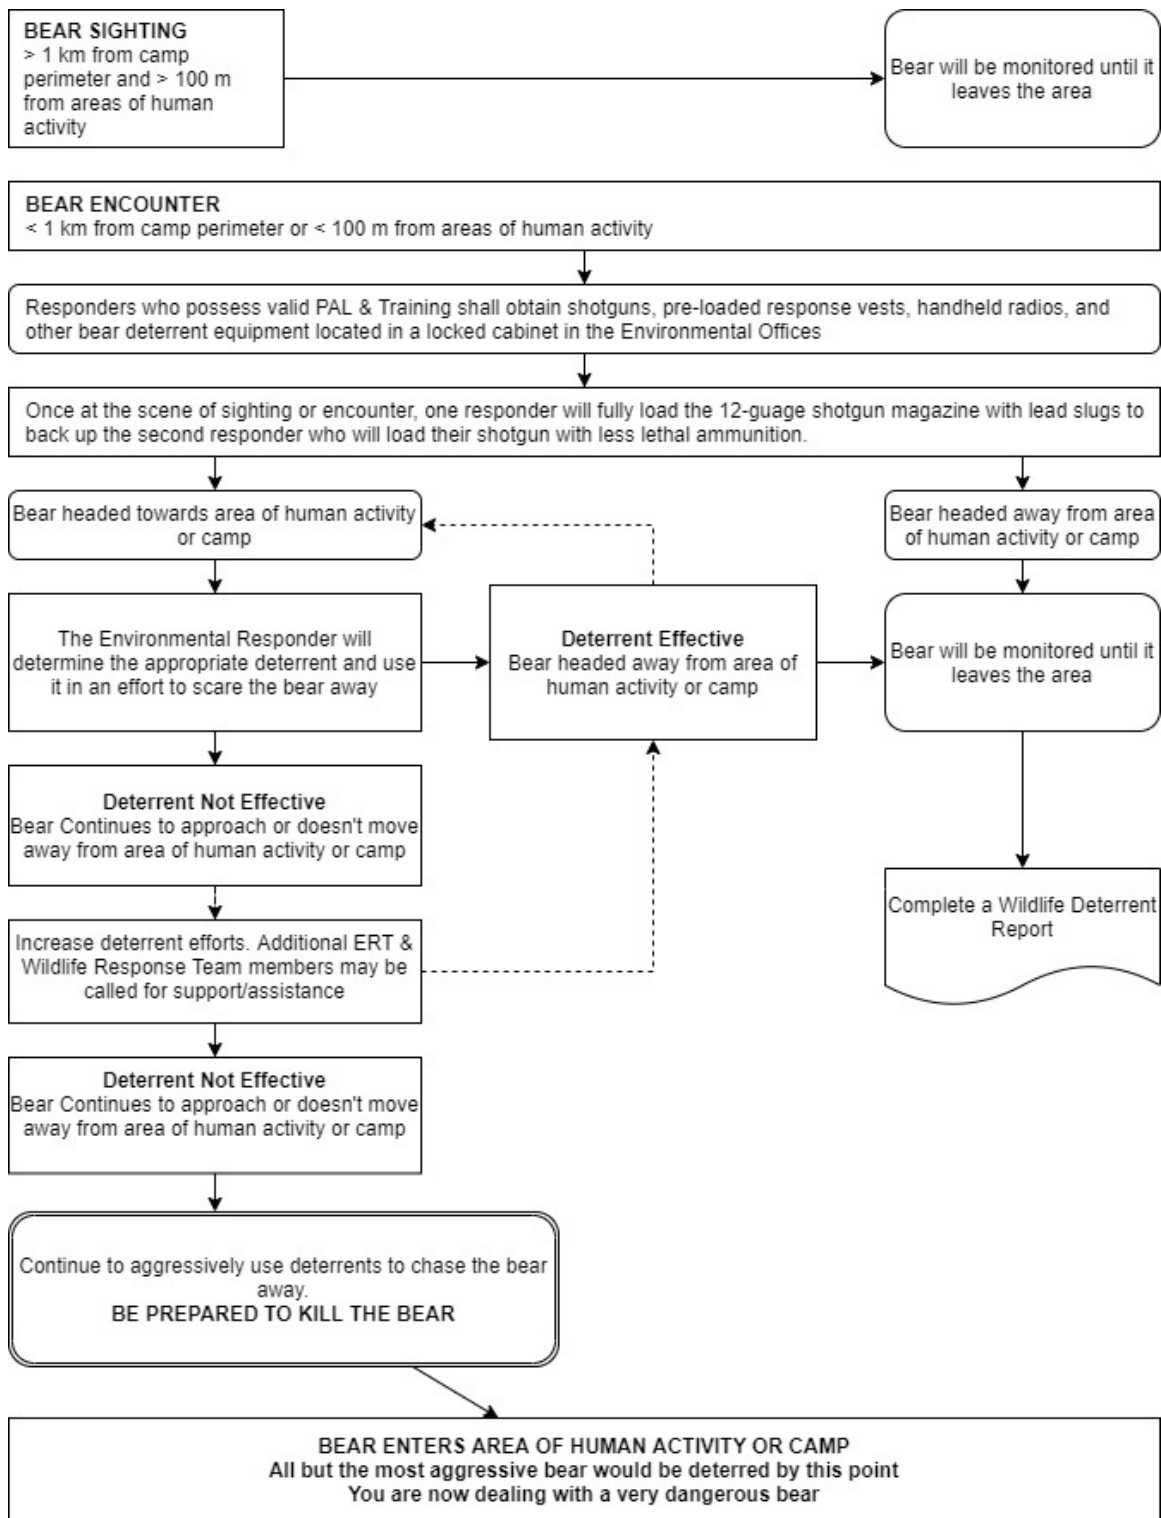 BEAR SIGHTING
> 1 km from camp
perimeter and > 100 m
from areas of human
activity
Bear will be monitored until it
leaves the area
BEAR ENCOUNTER
< 1 km from camp perimeter or < 100 m from areas of human activity
Responders who possess valid PAL & Training shall obtain shotguns, pre-loaded response vests, handheld radios, and
other bear deterrent equipment located in a locked cabinet in the Environmental Offices
Once at the scene of sighting or encounter, one responder will fully load the 12-guage shotgun magazine with lead slugs to
back up the second responder who will load their shotgun with less lethal ammunition.
Bear headed towards area of human activity
or camp
Bear headed away from area
of human activity or camp
The Environmental Responder will
determine the appropriate deterrent and use
it in an effort to scare the bear away
Deterrent Effective
Bear headed away from area of
human activity or camp
Bear will be monitored until it
leaves the area
Deterrent Not Effective
Bear Continues to approach or doesn't move
away from area of human activity or camp
Complete a Wildlife Deterrent
Report
Increase deterrent efforts. Additional ERT &
Wildlife Response Team members may be
called for support/assistance
Deterrent Not Effective
Bear Continues to approach or doesn't move
away from area of human activity or camp
Continue to aggressively use deterrents to chase the bear
away.
BE PREPARED TO KILL THE BEAR
BEAR ENTERS AREA OF HUMAN ACTIVITY OR CAMP
All but the most aggressive bear would be deterred by this point
You are now dealing with a very dangerous bear